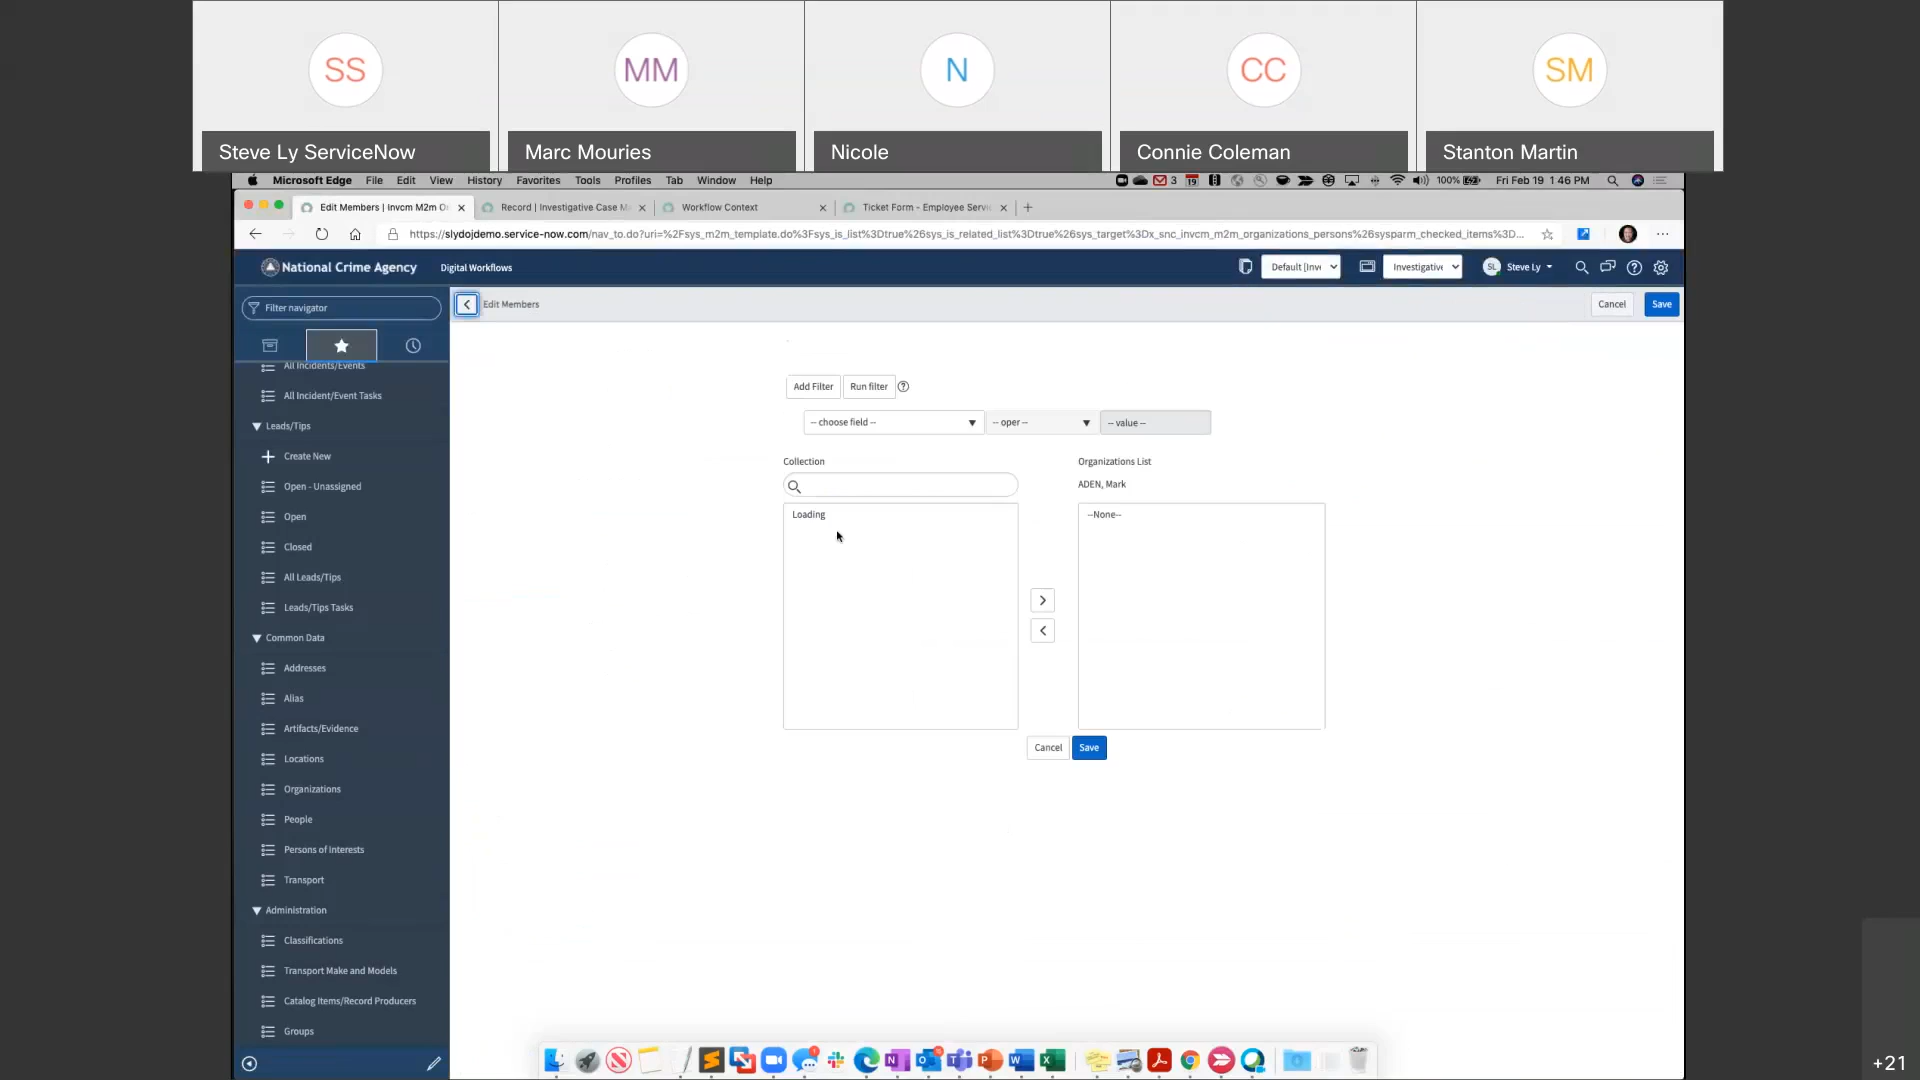 SS
MM
N
CC
SM
Steve Ly ServiceNow
Marc Mouries
Nicole
Connie Coleman
Stanton Martin
Microsoft Edge File Edit View History Favorites Tools Profiles Tab Window Help
3 19 100% Fri Feb 19 1:46 PM
Edit Members | Invcm M2m O
Record | Investigative Case M
Workflow Context
Ticket Form - Employee Servi
https://slydojdemo.service-now.com/nav_to.do?uri=%2Fsys_m2m_template.do%3Fsys_is_list%3Dtrue%26sys_is_related_list%3Dtrue%26sys_target%3Dx_snc_invcm_m2m_organizations_persons%26sysparm_checked_items%3D...
National Crime Agency
Digital Workflows
Default [Inve
Investigative
SL Steve Ly
Filter navigator
Edit Members
Cancel
Save
All Incidents/Events
All Incident/Event Tasks
Leads/Tips
Create New
Open - Unassigned
Open
Closed
All Leads/Tips
Leads/Tips Tasks
Common Data
Addresses
Alias
Artifacts/Evidence
Locations
Organizations
People
Persons of Interests
Transport
Administration
Classifications
Transport Make and Models
Catalog Items/Record Producers
Groups
Add Filter
Run filter
-- choose field --
-- oper --
-- value --
Collection
Organizations List
ADEN, Mark
Loading
--None--
Cancel
Save
+21